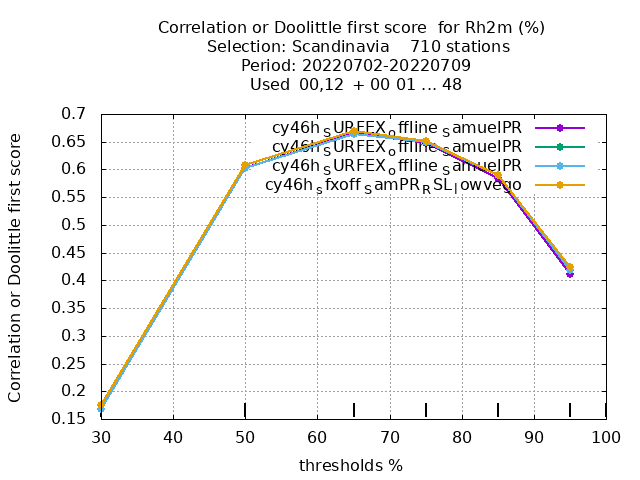 Correlation or Doolittle first score  for Rh2m (%)
Selection: Scandinavia    710 stations
Period: 20220702-20220709
Used  00,12  + 00 01 ... 48
Correlation or Doolittle first score
0.7
0.65
0.6
0.55
0.5
0.45
0.4
0.35
0.3
0.25
0.2
0.15
cy46h_SURFEX_offline_SamuelPR
cy46h_SURFEX_offline_SamuelPR
cy46h_SURFEX_offline_SamuelPR
cy46h_sfxoff_SamPR_RSL_lowvego
30 40 50 60 70 80 90 100
thresholds %